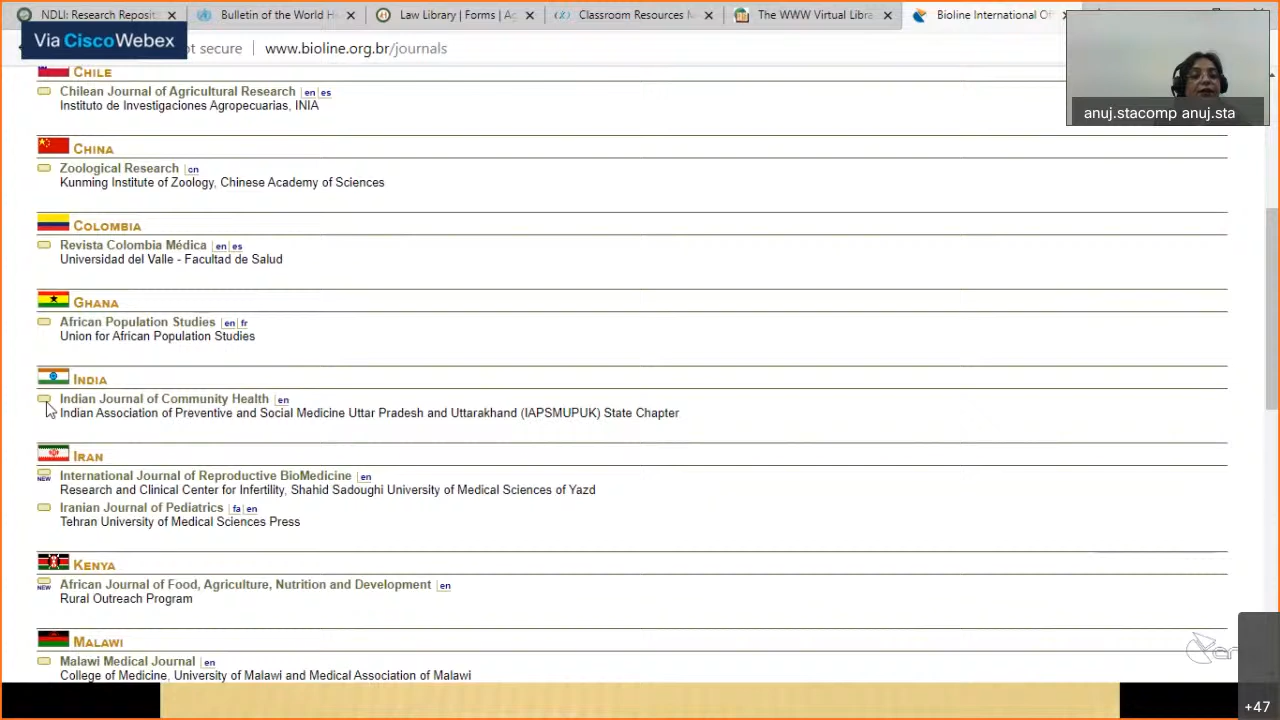 NDLI: Research Reposit
Bulletin of the World H
Law Library | Forms | Ag
Classroom Resources
The WWW Virtual Libra
Bioline International Of
Via CiscoWebex
ot secure
www.bioline.org.br/journals
anuj.stacomp anuj.sta
CHILE
Chilean Journal of Agricultural Research en es
Instituto de Investigaciones Agropecuarias, INIA
CHINA
Zoological Research cn
Kunming Institute of Zoology, Chinese Academy of Sciences
COLOMBIA
Revista Colombia Médica en es
Universidad del Valle - Facultad de Salud
GHANA
African Population Studies en fr
Union for African Population Studies
INDIA
Indian Journal of Community Health en
Indian Association of Preventive and Social Medicine Uttar Pradesh and Uttarakhand (IAPSMUPUK) State Chapter
IRAN
NEW International Journal of Reproductive BioMedicine en
Research and Clinical Center for Infertility, Shahid Sadoughi University of Medical Sciences of Yazd
Iranian Journal of Pediatrics fa en
Tehran University of Medical Sciences Press
KENYA
NEW African Journal of Food, Agriculture, Nutrition and Development en
Rural Outreach Program
MALAWI
Malawi Medical Journal en
College of Medicine, University of Malawi and Medical Association of Malawi
+47